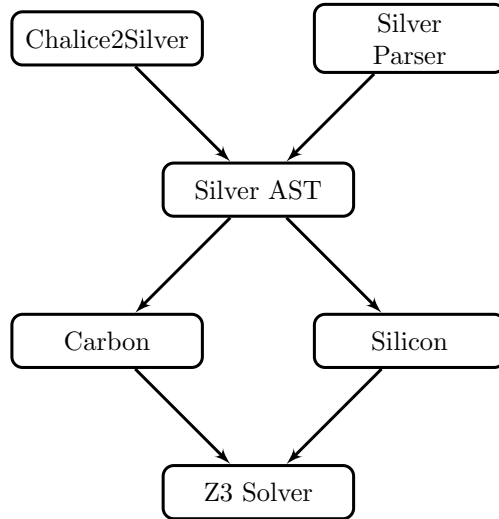 Chalice2Silver
Silver
Parser
Silver AST
Carbon
Silicon
Z3 Solver